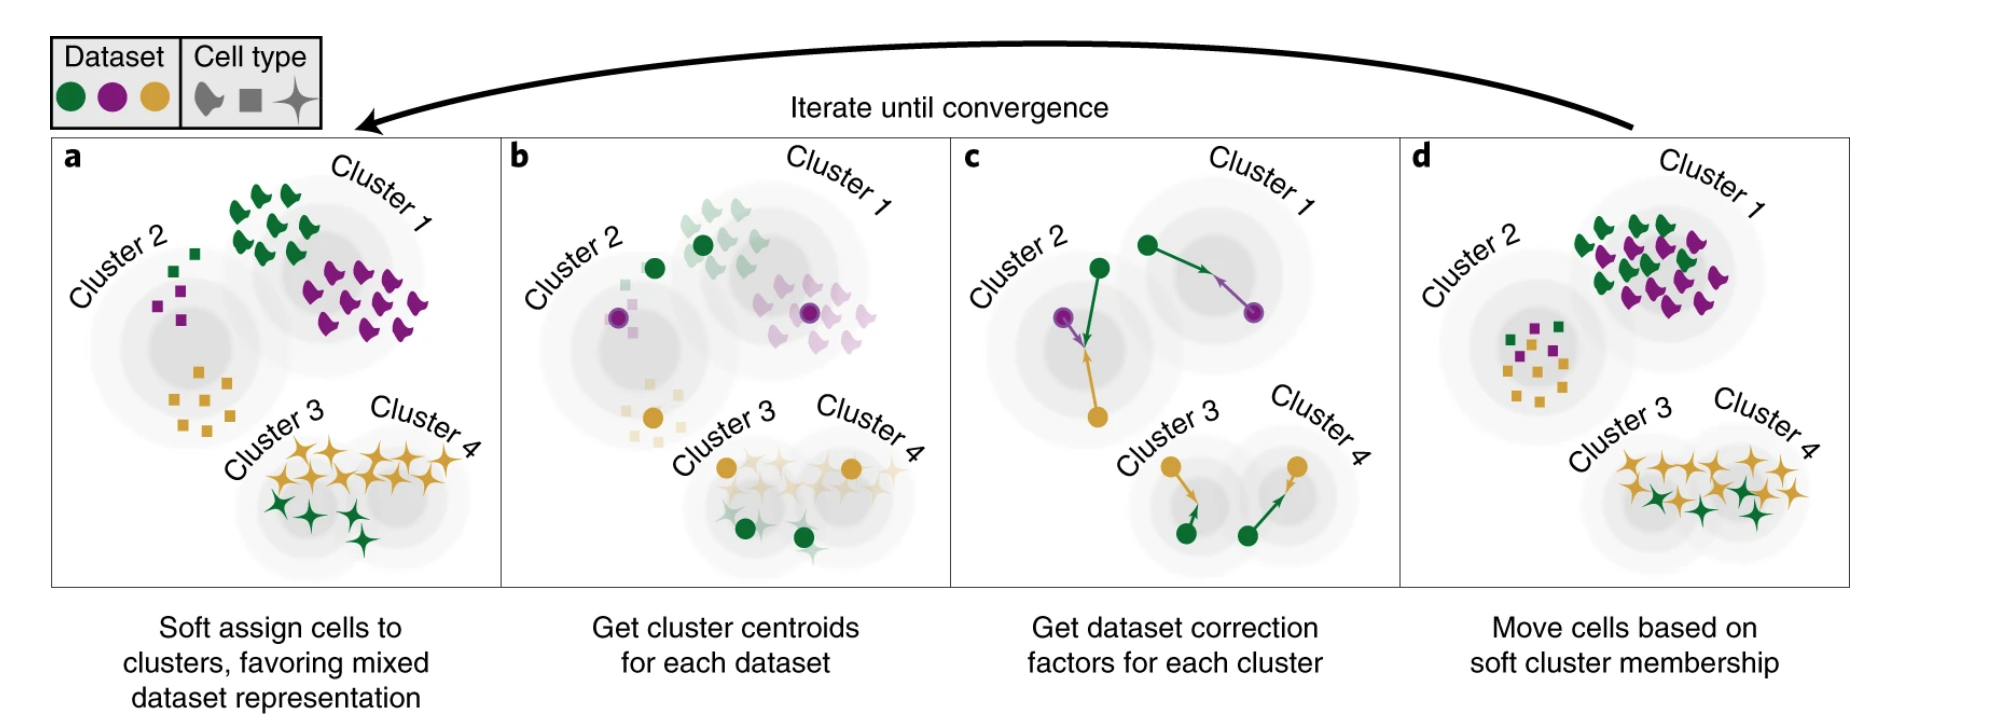 Dataset
Cell type
Iterate until convergence
a
Cluster 1
Cluster 2
Cluster 3
Cluster 4
b
Cluster 1
Cluster 2
Cluster 3
Cluster 4
c
Cluster 1
Cluster 2
Cluster 3
Cluster 4
d
Cluster 1
Cluster 2
Cluster 3
Cluster 4
Soft assign cells to
clusters, favoring mixed
dataset representation
Get cluster centroids
for each dataset
Get dataset correction
factors for each cluster
Move cells based on
soft cluster membership